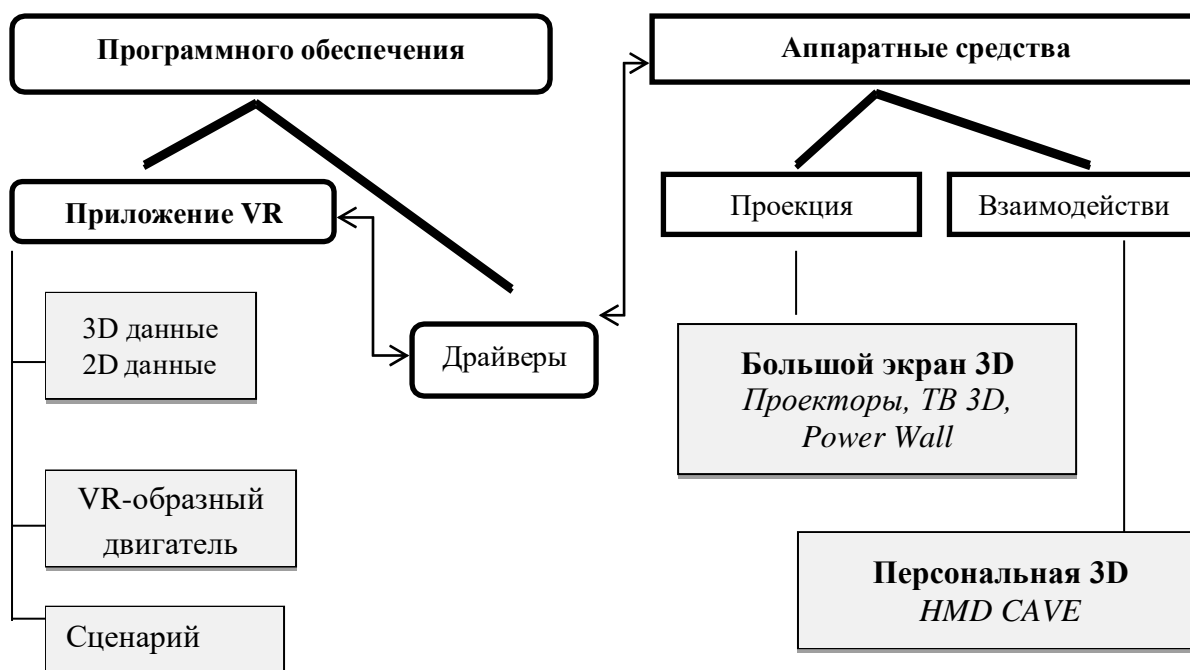 Программного обеспечения
Аппаратные средства
Приложение VR
Проекция
Взаимодействи
3D данные
2D данные
Драйверы
Большой экран 3D
Проекторы, ТВ 3D,
Power Wall
VR-образный
двигатель
Персональная 3D
HMD CAVE
Сценарий